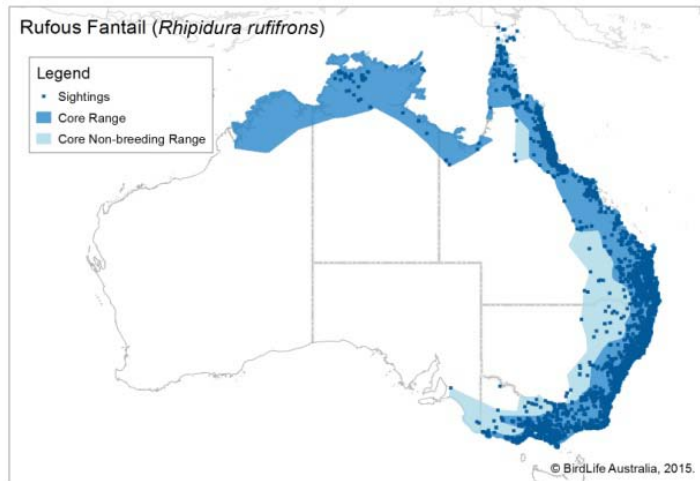 Rufous Fantail (Rhipidura rufifrons)
Legend
Sightings
Core Range
Core Non-breeding Range
© BirdLife Australia, 2015.